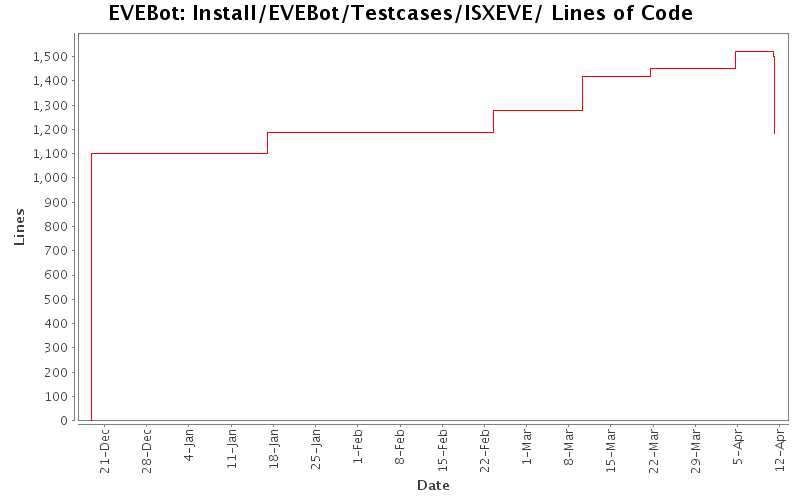 EVEBot: Install/EVEBot/Testcases/ISXEVE/ Lines of Code
1,500
1,400
1,300
1,200
1,100
1,000
900
800
700
600
500
400
300
200
100
0
Lines
21-Dec
28-Dec
4-Jan
11-Jan
18-Jan
25-Jan
1-Feb
8-Feb
15-Feb
22-Feb
1-Mar
8-Mar
15-Mar
22-Mar
29-Mar
5-Apr
12-Apr
Date